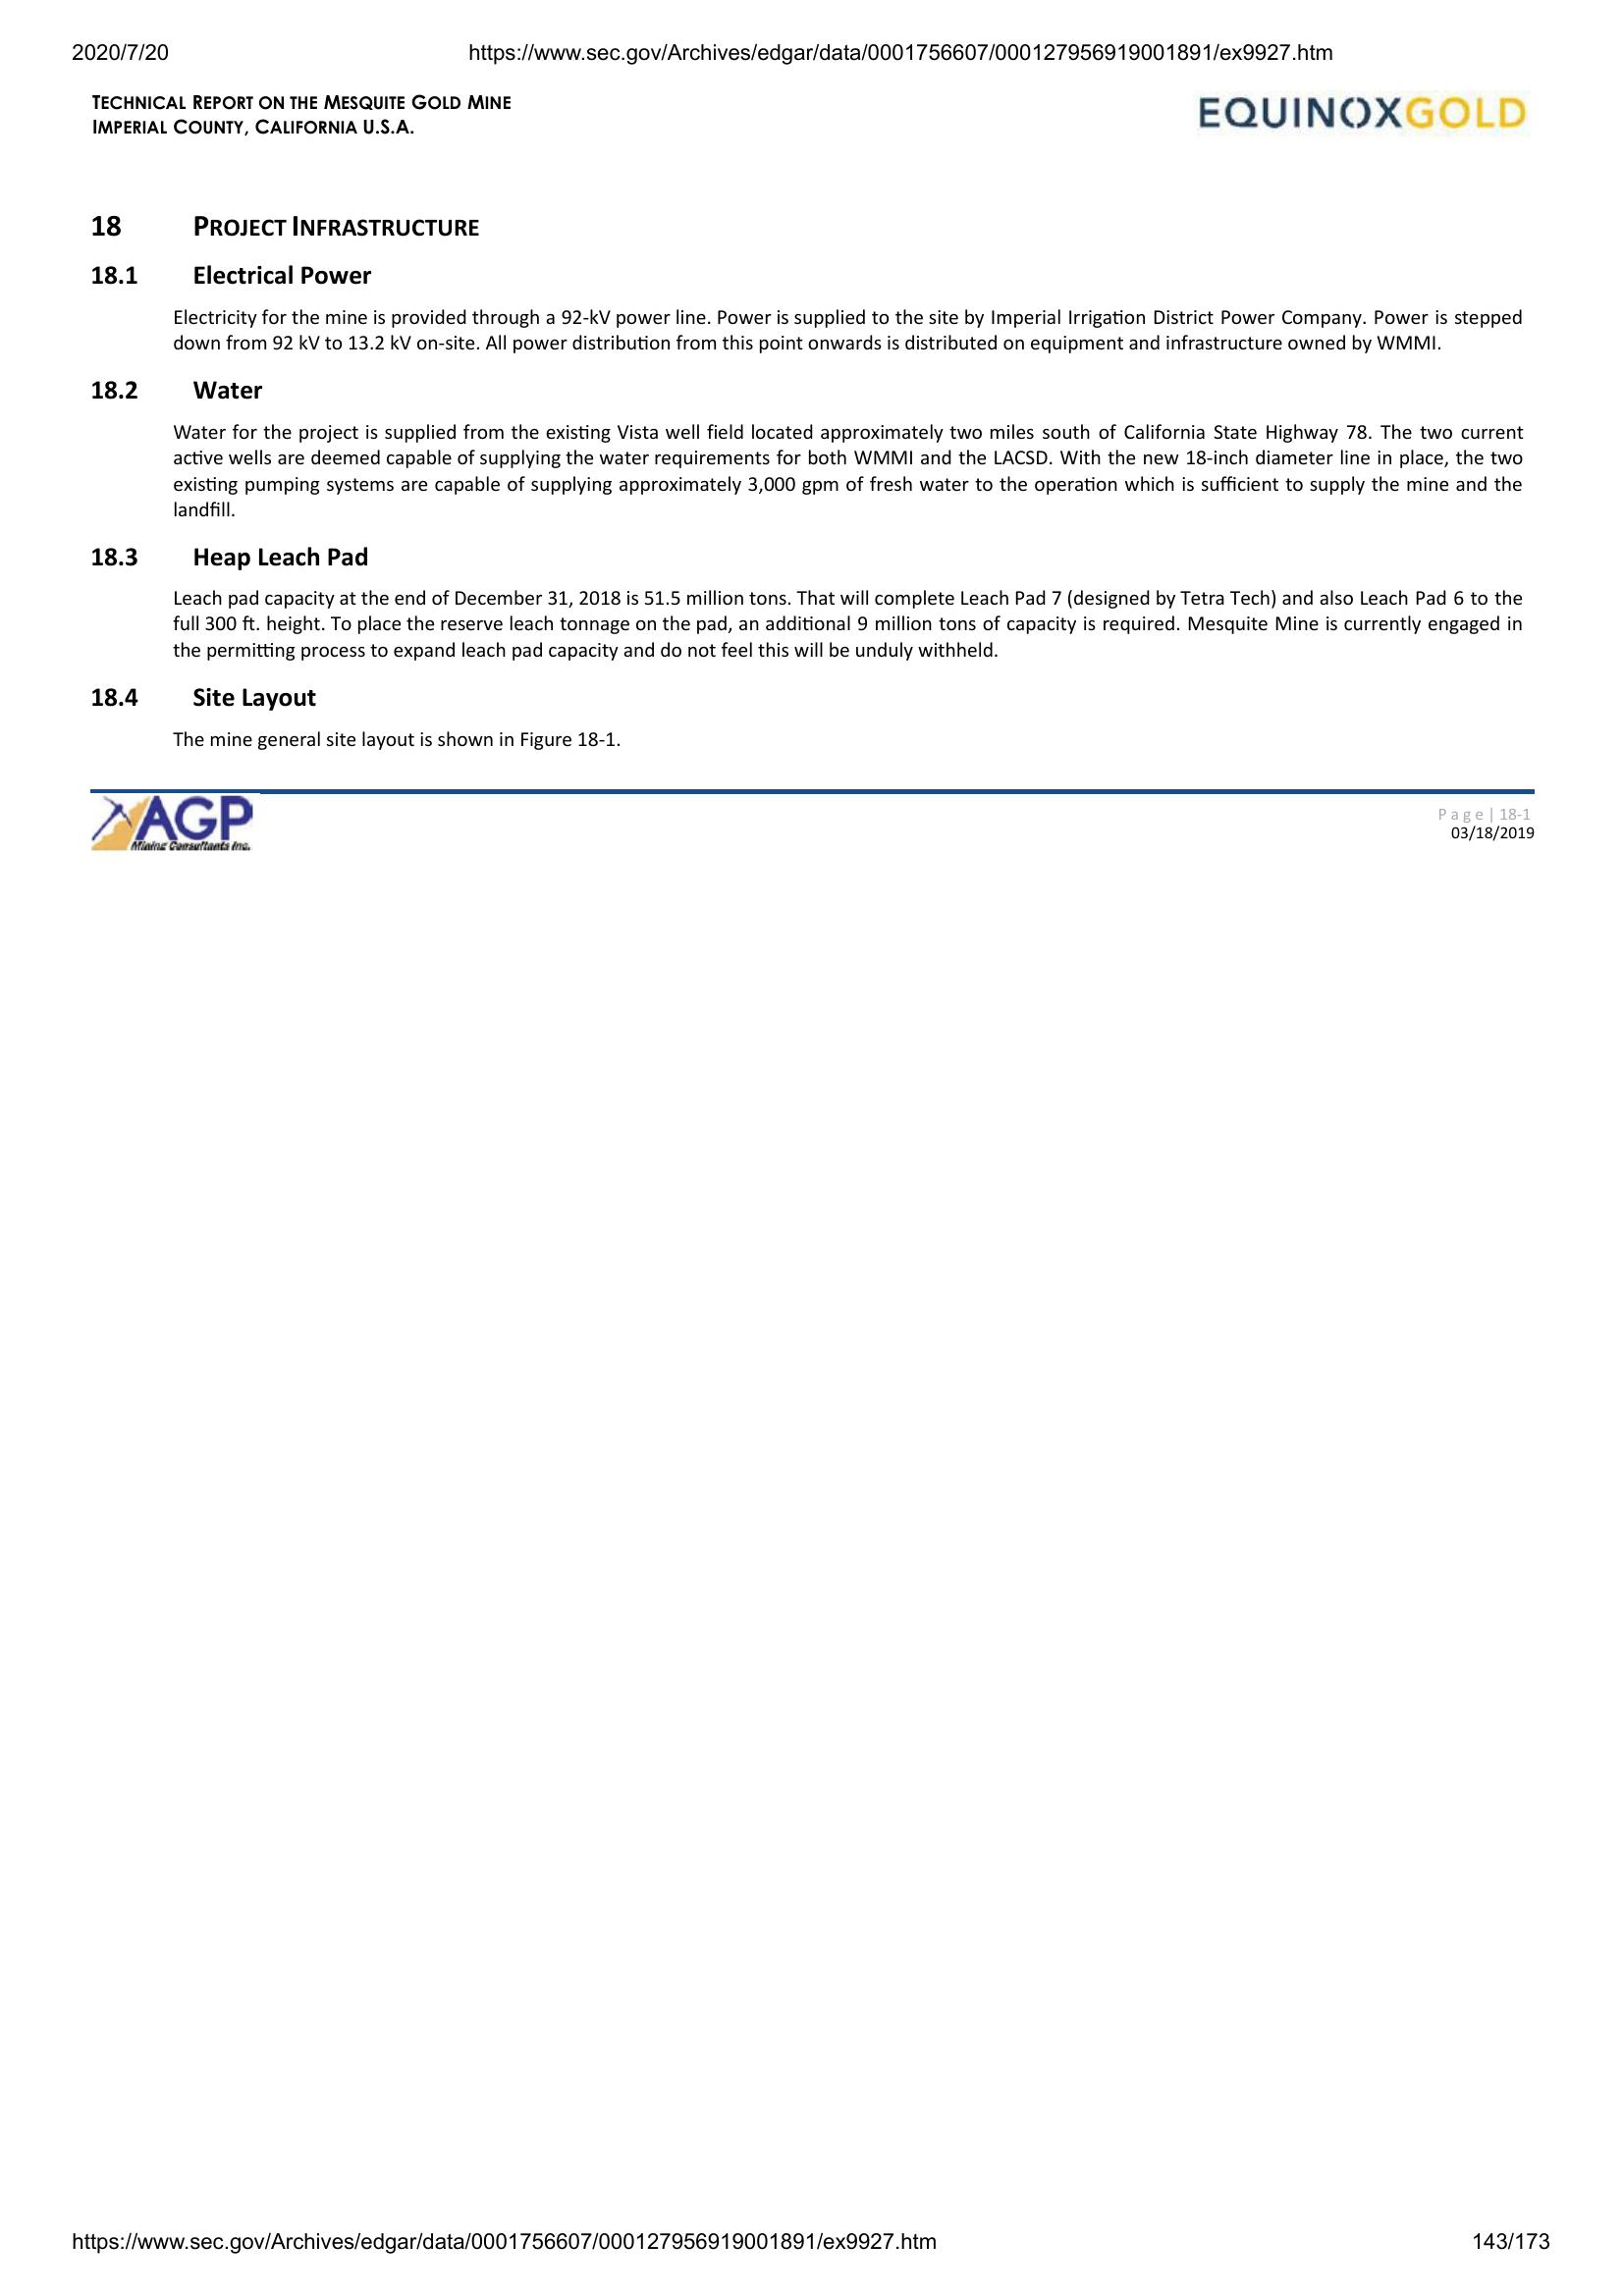 2020/7/20 https://www.sec.gov/Archives/edgar/data/0001756607/000127956919001891/ex9927.htm
TECHNICAL REPORT ON THE MESQUITE GOLD MINE
IMPERIAL COUNTY, CALIFORNIA U.S.A.
EQUINOXGOLD
18 PROJECT INFRASTRUCTURE
18.1 Electrical Power
Electricity for the mine is provided through a 92-kV power line. Power is supplied to the site by Imperial Irrigation District Power Company. Power is stepped
down from 92 kV to 13.2 kV on-site. All power distribution from this point onwards is distributed on equipment and infrastructure owned by WMMI.
18.2 Water
Water for the project is supplied from the existing Vista well field located approximately two miles south of California State Highway 78. The two current
active wells are deemed capable of supplying the water requirements for both WMMI and the LACSD. With the new 18-inch diameter line in place, the two
existing pumping systems are capable of supplying approximately 3,000 gpm of fresh water to the operation which is sufficient to supply the mine and the
landfill.
18.3 Heap Leach Pad
Leach pad capacity at the end of December 31, 2018 is 51.5 million tons. That will complete Leach Pad 7 (designed by Tetra Tech) and also Leach Pad 6 to the
full 300 ft. height. To place the reserve leach tonnage on the pad, an additional 9 million tons of capacity is required. Mesquite Mine is currently engaged in
the permitting process to expand leach pad capacity and do not feel this will be unduly withheld.
18.4 Site Layout
The mine general site layout is shown in Figure 18-1.
AGP
Mining Consultants Inc.
Page | 18-1
03/18/2019
https://www.sec.gov/Archives/edgar/data/0001756607/000127956919001891/ex9927.htm 143/173